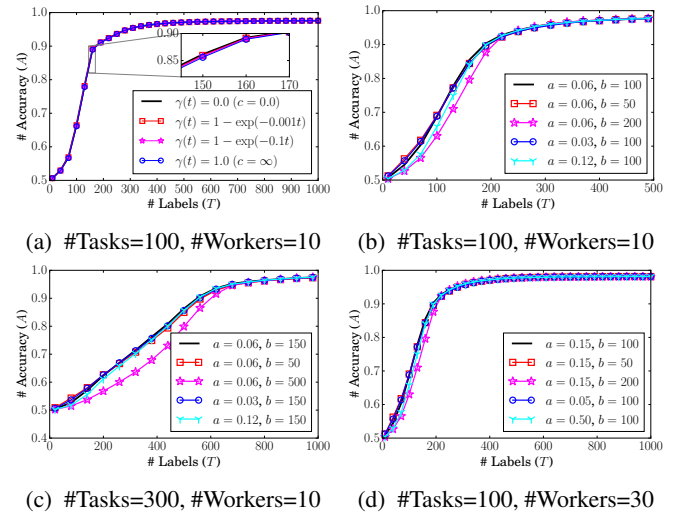 1.0
0.9
0.8
0.7
0.6
0.5
# Accuracy (A)
0.90
0.85
150 160 170
γ(t) = 0.0 (c = 0.0)
γ(t) = 1 − exp(−0.001t)
γ(t) = 1 − exp(−0.1t)
γ(t) = 1.0 (c = ∞)
0 100 200 300 400 500 600 700 800 900 1000
# Labels (T)
(a) #Tasks=100, #Workers=10
1.0
0.9
0.8
0.7
0.6
0.5
# Accuracy (A)
a = 0.06, b = 100
a = 0.06, b = 50
a = 0.06, b = 200
a = 0.03, b = 100
a = 0.12, b = 100
0 100 200 300 400 500
# Labels (T)
(b) #Tasks=100, #Workers=10
1.0
0.9
0.8
0.7
0.6
0.5
0.4
# Accuracy (A)
a = 0.06, b = 150
a = 0.06, b = 50
a = 0.06, b = 500
a = 0.03, b = 150
a = 0.12, b = 150
0 200 400 600 800 1000
# Labels (T)
(c) #Tasks=300, #Workers=10
1.0
0.9
0.8
0.7
0.6
0.5
# Accuracy (A)
a = 0.15, b = 100
a = 0.15, b = 50
a = 0.15, b = 200
a = 0.05, b = 100
a = 0.50, b = 100
0 200 400 600 800 1000
# Labels (T)
(d) #Tasks=100, #Workers=30